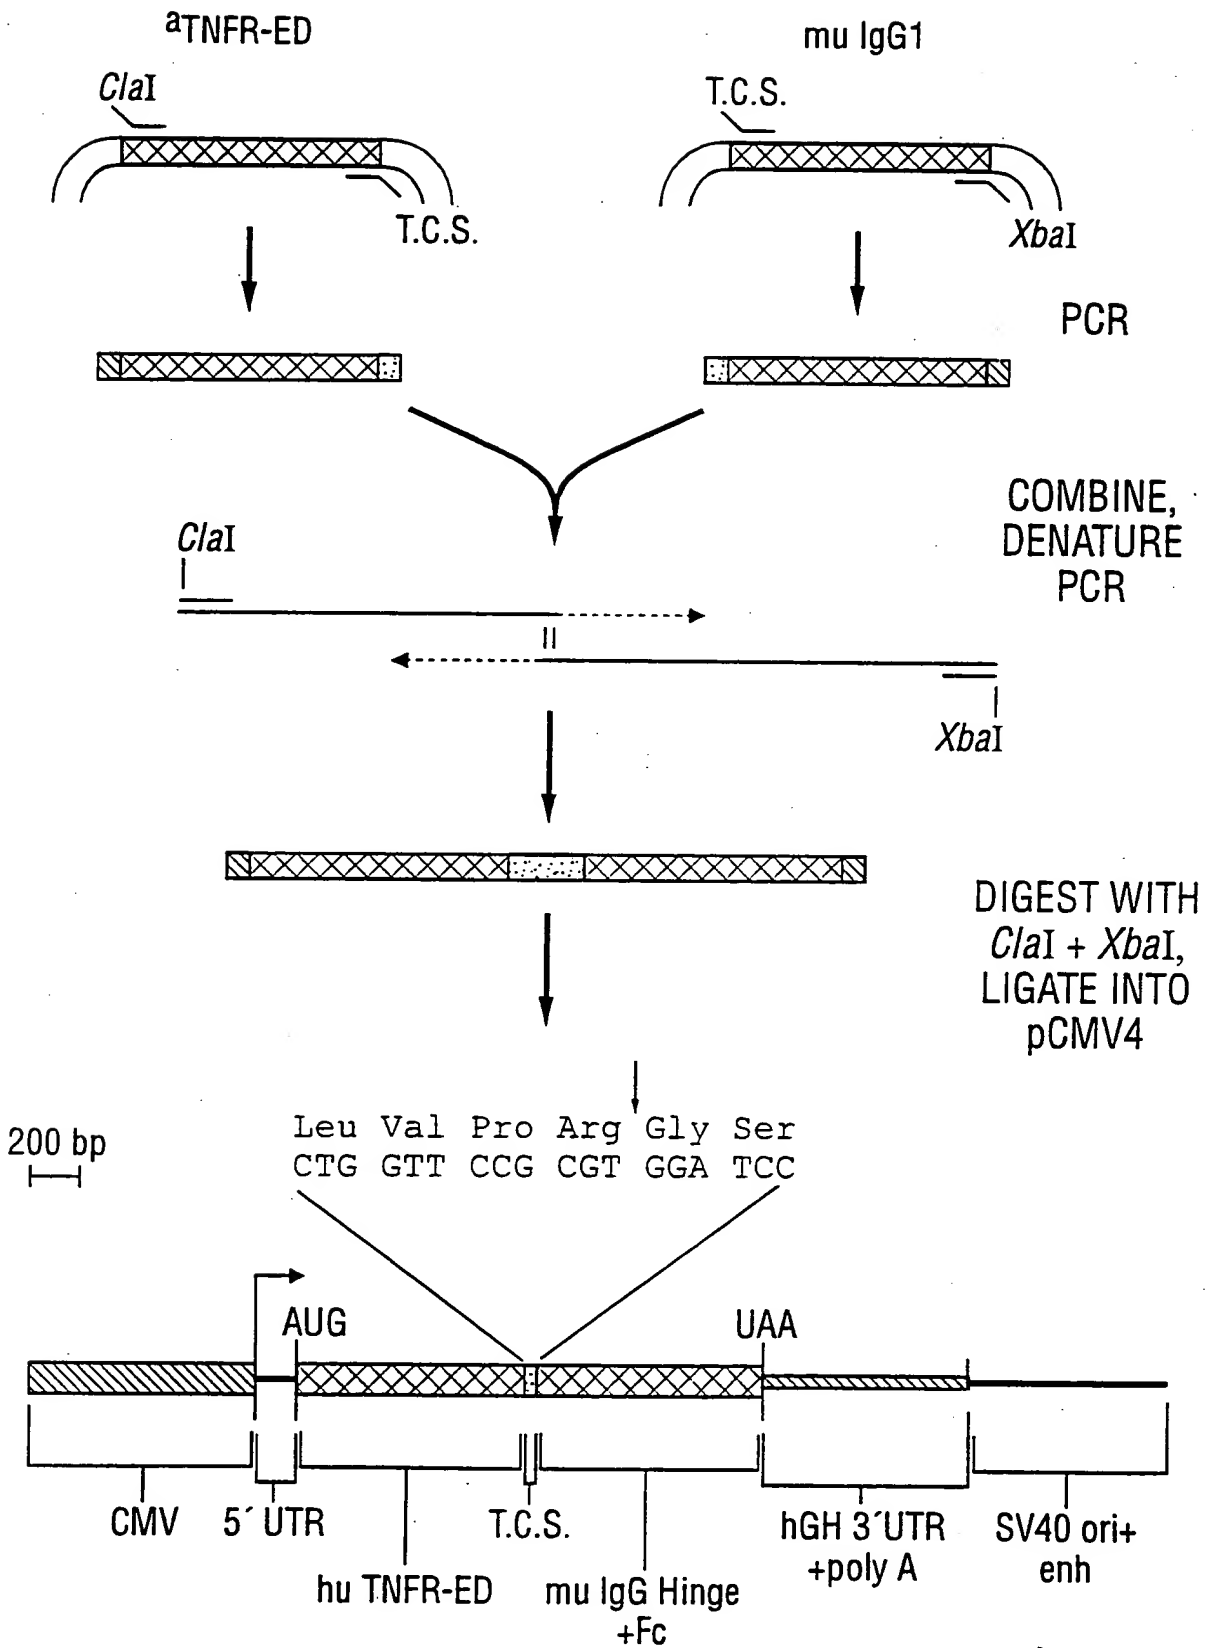 aTNFR-ED
mu IgG1
ClaI
T.C.S.
T.C.S.
XbaI
PCR
COMBINE,
DENATURE
PCR
ClaI
XbaI
DIGEST WITH
ClaI + XbaI,
LIGATE INTO
pCMV4
Leu Val Pro Arg Gly Ser
CTG GTT CCG CGT GGA TCC
200 bp
AUG
UAA
CMV
5´ UTR
T.C.S.
hGH 3´UTR
+poly A
SV40 ori+
enh
hu TNFR-ED
mu IgG Hinge
+Fc